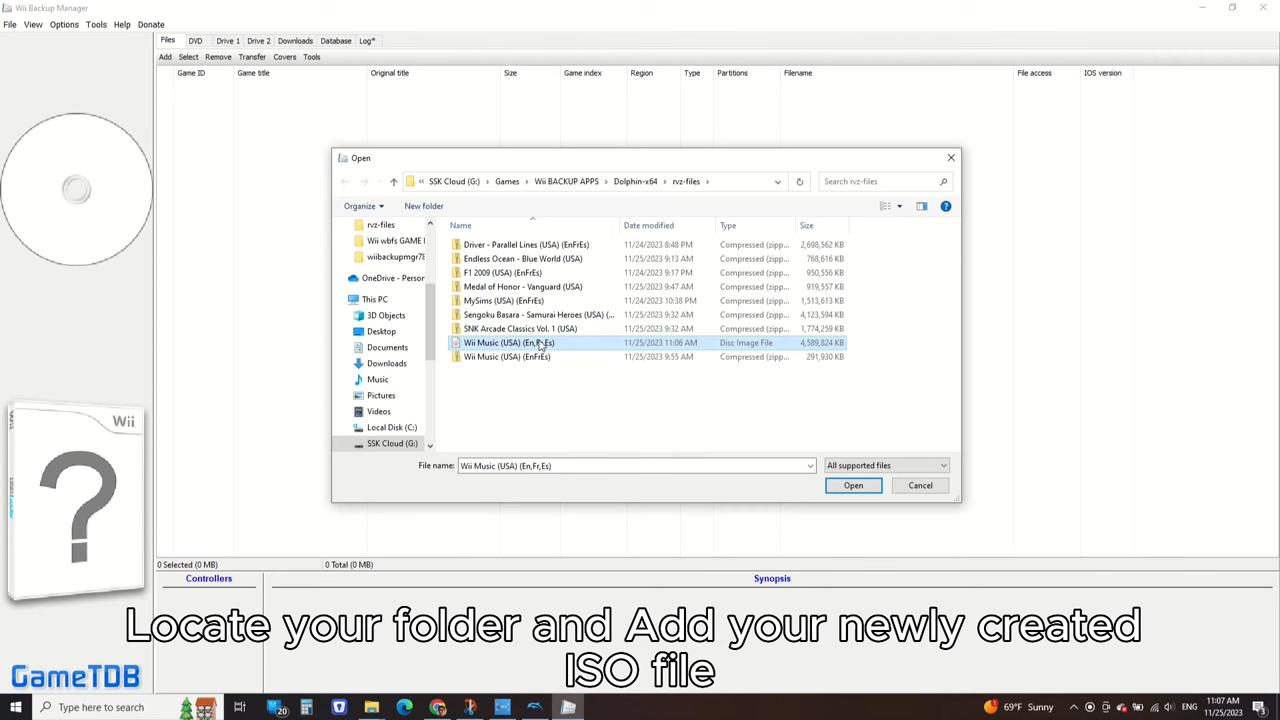 Wii Backup Manager
File View Options Tools Help Donate
Files DVD Drive 1 Drive 2 Downloads Database Log*
Add Select Remove Transfer Covers Tools
Game ID Game title Original title Size Game index Region Type Partitions Filename File access IOS version
Open
« SSK Cloud (G:) › Games › Wii BACKUP APPS › Dolphin-x64 › rvz-files ›
Search rvz-files
Organize New folder
rvz-files
Wii wbfs GAME
wiibackupmgr78
OneDrive - Person
This PC
3D Objects
Desktop
Documents
Downloads
Music
Pictures
Videos
Local Disk (C:)
SSK Cloud (G:)
Name Date modified Type Size
Driver - Parallel Lines (USA) (EnFrEs) 11/24/2023 8:48 PM Compressed (zipp... 2,698,562 KB
Endless Ocean - Blue World (USA) 11/25/2023 9:13 AM Compressed (zipp... 768,616 KB
F1 2009 (USA) (EnFrEs) 11/24/2023 9:17 PM Compressed (zipp... 950,556 KB
Medal of Honor - Vanguard (USA) 11/25/2023 9:47 AM Compressed (zipp... 919,557 KB
MySims (USA) (EnFrEs) 11/24/2023 10:38 PM Compressed (zipp... 1,513,613 KB
Sengoku Basara - Samurai Heroes (USA) (... 11/25/2023 9:32 AM Compressed (zipp... 4,123,594 KB
SNK Arcade Classics Vol. 1 (USA) 11/25/2023 9:32 AM Compressed (zipp... 1,774,259 KB
Wii Music (USA) (En,Fr,Es) 11/25/2023 11:06 AM Disc Image File 4,589,824 KB
Wii Music (USA) (EnFrEs) 11/25/2023 9:55 AM Compressed (zipp... 291,930 KB
File name: Wii Music (USA) (En,Fr,Es) All supported files
Open Cancel
Wii
0 Selected (0 MB) 0 Total (0 MB)
Controllers Synopsis
Locate your folder and Add your newly created
ISO file
GameTDB
Type here to search
20
69°F Sunny
11:07 AM
11/25/2023
3